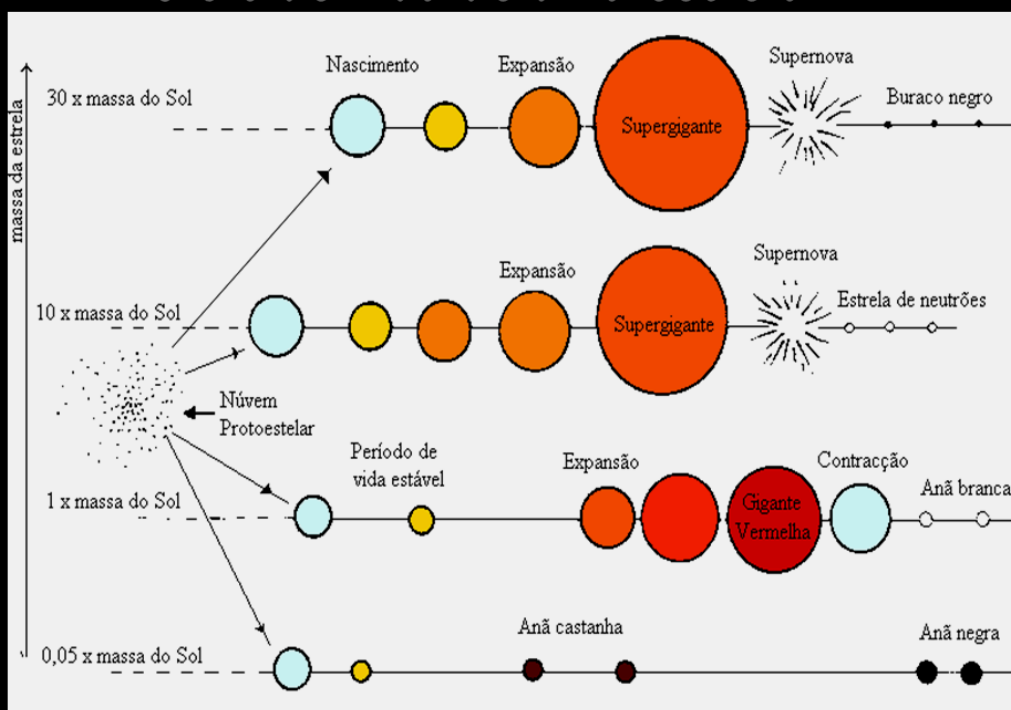 Nascimento
Expansão
Supernova
30 x massa do Sol
Buraco negro
Supergigante
massa da estrela
Expansão
Supernova
10 x massa do Sol
Estrela de neutrões
Supergigante
Núvem
Protoestelar
Período de
vida estável
Expansão
Contracção
1 x massa do Sol
Gigante
Vermelha
Anã branca
Anã castanha
Anã negra
0,05 x massa do Sol